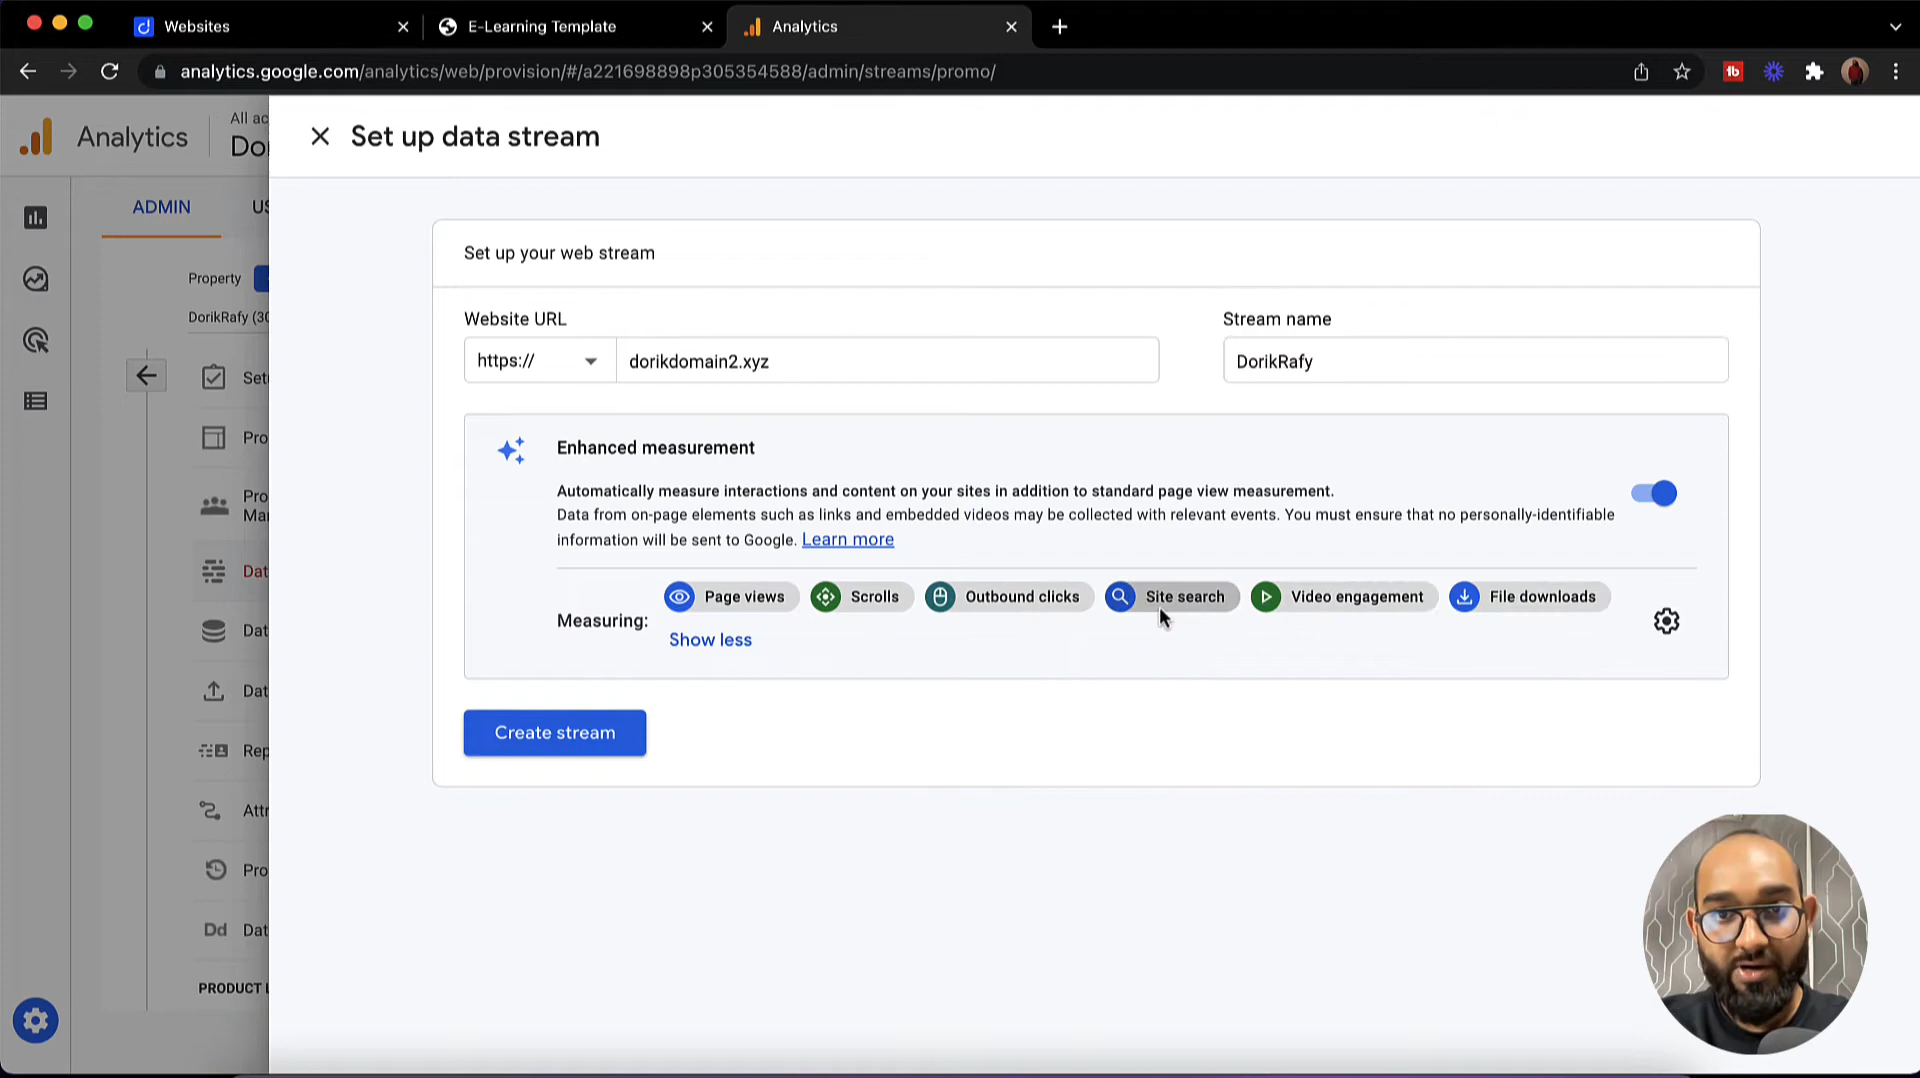 Websites
E-Learning Template
Analytics
analytics.google.com/analytics/web/provision/#/a221698898p305354588/admin/streams/promo/
Analytics
All ac
Dor
Set up data stream
ADMIN
US
Property
DorikRafy (30
Set
Pro
Pro
Man
Dat
Dat
Dat
Rep
Attr
Pro
Dd Dat
PRODUCT L
Set up your web stream
Website URL
Stream name
https://
dorikdomain2.xyz
DorikRafy
Enhanced measurement
Automatically measure interactions and content on your sites in addition to standard page view measurement.
Data from on-page elements such as links and embedded videos may be collected with relevant events. You must ensure that no personally-identifiable
information will be sent to Google. Learn more
Measuring:
Page views
Scrolls
Outbound clicks
Site search
Video engagement
File downloads
Show less
Create stream